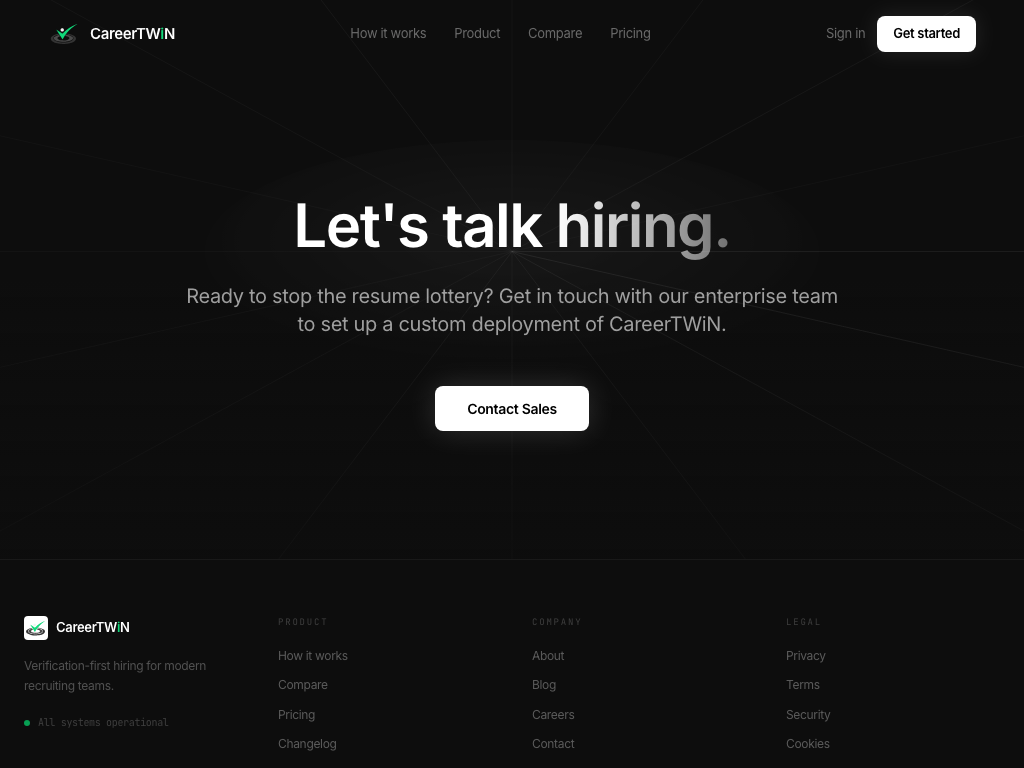 CareerTWiN
How it works
Product
Compare
Pricing
Sign in
Get started
Let's talk hiring.
Ready to stop the resume lottery? Get in touch with our enterprise team
to set up a custom deployment of CareerTWiN.
Contact Sales
CareerTWiN
Verification-first hiring for modern
recruiting teams.
All systems operational
PRODUCT
How it works
Compare
Pricing
Changelog
COMPANY
About
Blog
Careers
Contact
LEGAL
Privacy
Terms
Security
Cookies